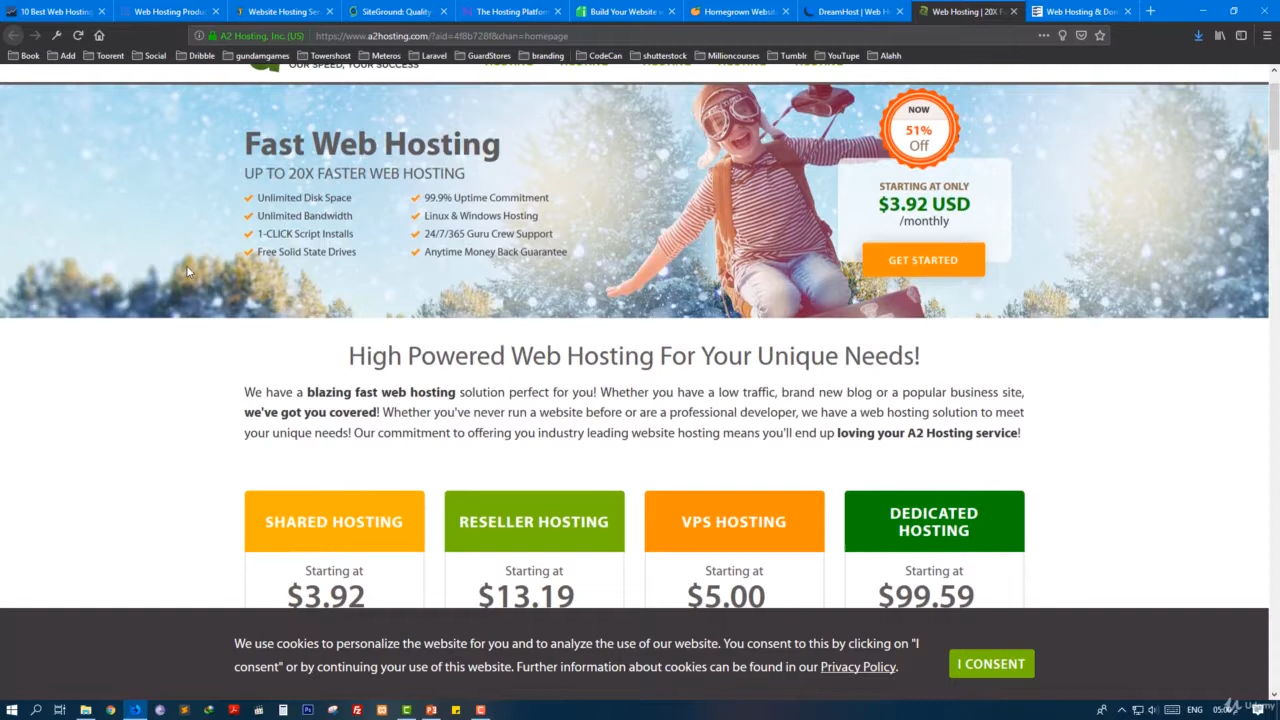 10 Best Web Hosting
Web Hosting Produ
Website Hosting Ser
SiteGround: Quality
The Hosting Platfor
Build Your Website
Homegrown Websi
DreamHost | Web H
Web Hosting | 20X F
Web Hosting & Do
A2 Hosting, Inc. (US)
https://www.a2hosting.com/?aid=4f8b728f&chan=homepage
Book
Add
Toorent
Social
Dribble
gundamgames
Towershost
Meteros
Laravel
GuardStores
branding
CodeCan
shutterstock
Millioncourses
Tumblr
YouTupe
Alahh
OUR SPEED, YOUR SUCCESS
Fast Web Hosting
UP TO 20X FASTER WEB HOSTING
Unlimited Disk Space
99.9% Uptime Commitment
Unlimited Bandwidth
Linux & Windows Hosting
1-CLICK Script Installs
24/7/365 Guru Crew Support
Free Solid State Drives
Anytime Money Back Guarantee
NOW
51%
Off
STARTING AT ONLY
$3.92 USD
/monthly
GET STARTED
High Powered Web Hosting For Your Unique Needs!
We have a blazing fast web hosting solution perfect for you! Whether you have a low traffic, brand new blog or a popular business site,
we've got you covered! Whether you've never run a website before or are a professional developer, we have a web hosting solution to meet
your unique needs! Our commitment to offering you industry leading website hosting means you'll end up loving your A2 Hosting service!
SHARED HOSTING
Starting at
$3.92
RESELLER HOSTING
Starting at
$13.19
VPS HOSTING
Starting at
$5.00
DEDICATED
HOSTING
Starting at
$99.59
We use cookies to personalize the website for you and to analyze the use of our website. You consent to this by clicking on "I
consent" or by continuing your use of this website. Further information about cookies can be found in our Privacy Policy.
I CONSENT
ENG
Udemy